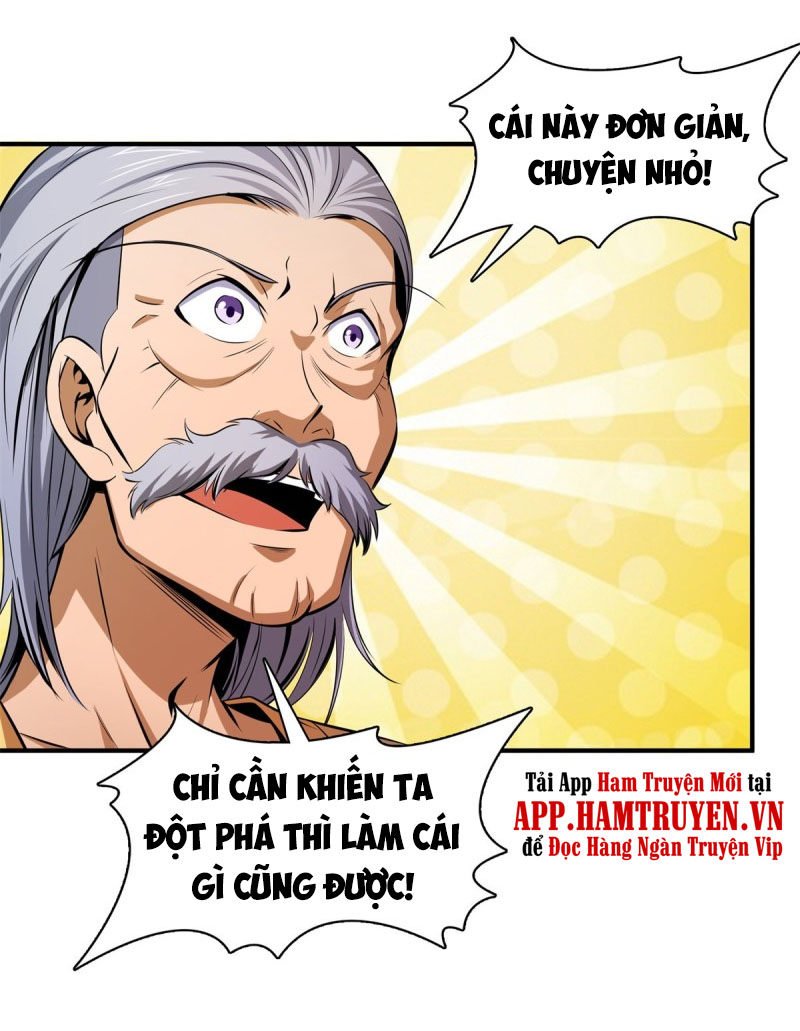 CÁI NÀY ĐƠN GIẢN,
CHUYỆN NHỎ!
CHỈ CẦN KHIẾN TA
ĐỘT PHÁ THÌ LÀM CÁI
GÌ CŨNG ĐƯỢC!
Tải App Ham Truyện Mới tại
APP.HAMTRUYEN.VN
để Đọc Hàng Ngàn Truyện Vip